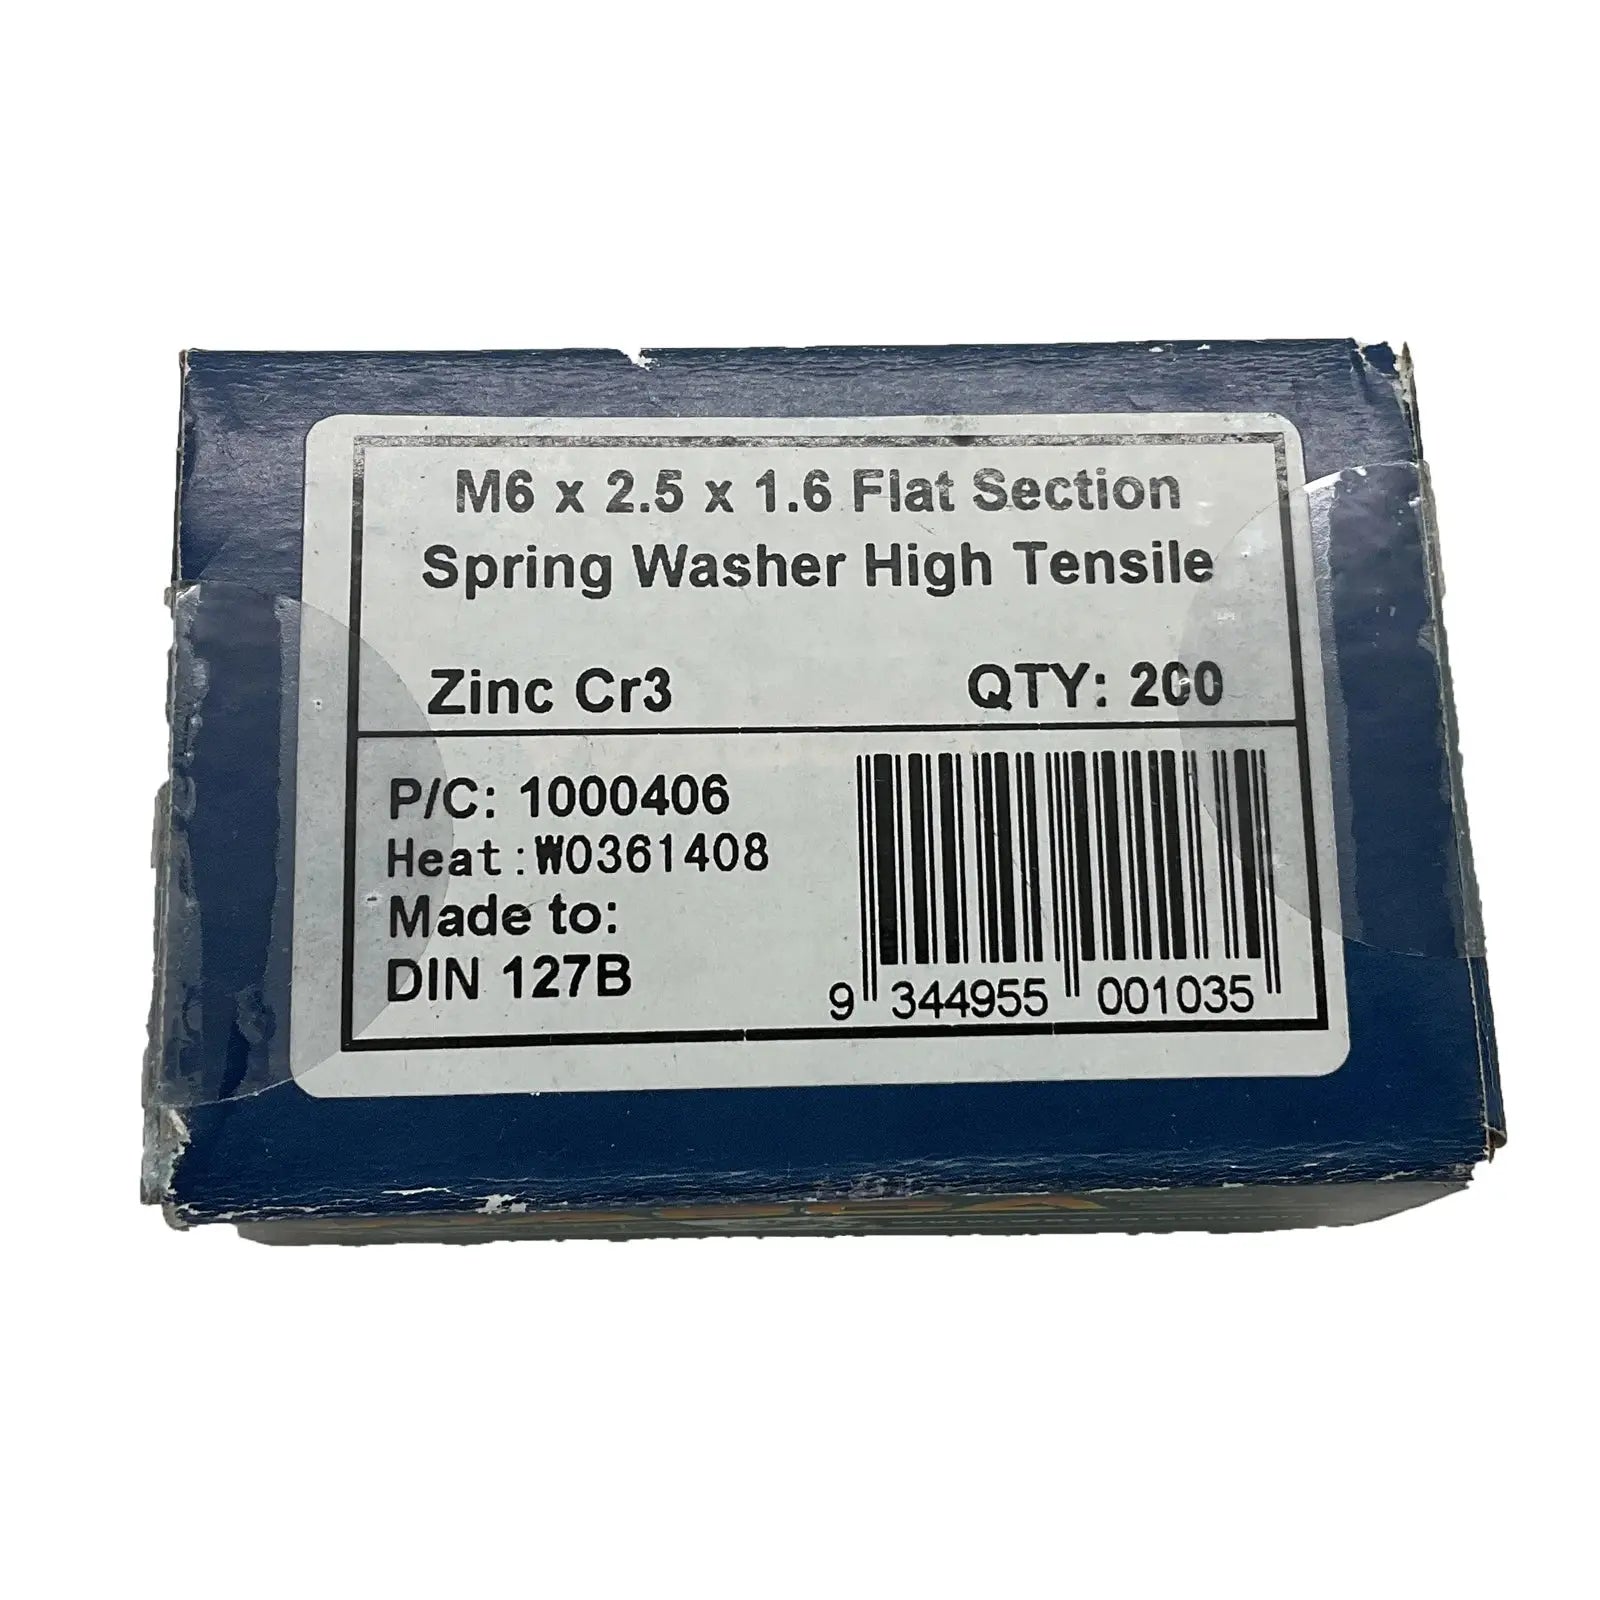 M6 x 2.5 x 1.6 Flat Section
Spring Washer High Tensile
Zinc Cr3 QTY: 200
P/C: 1000406
Heat:W0361408
Made to:
DIN 127B
9 344955 001035